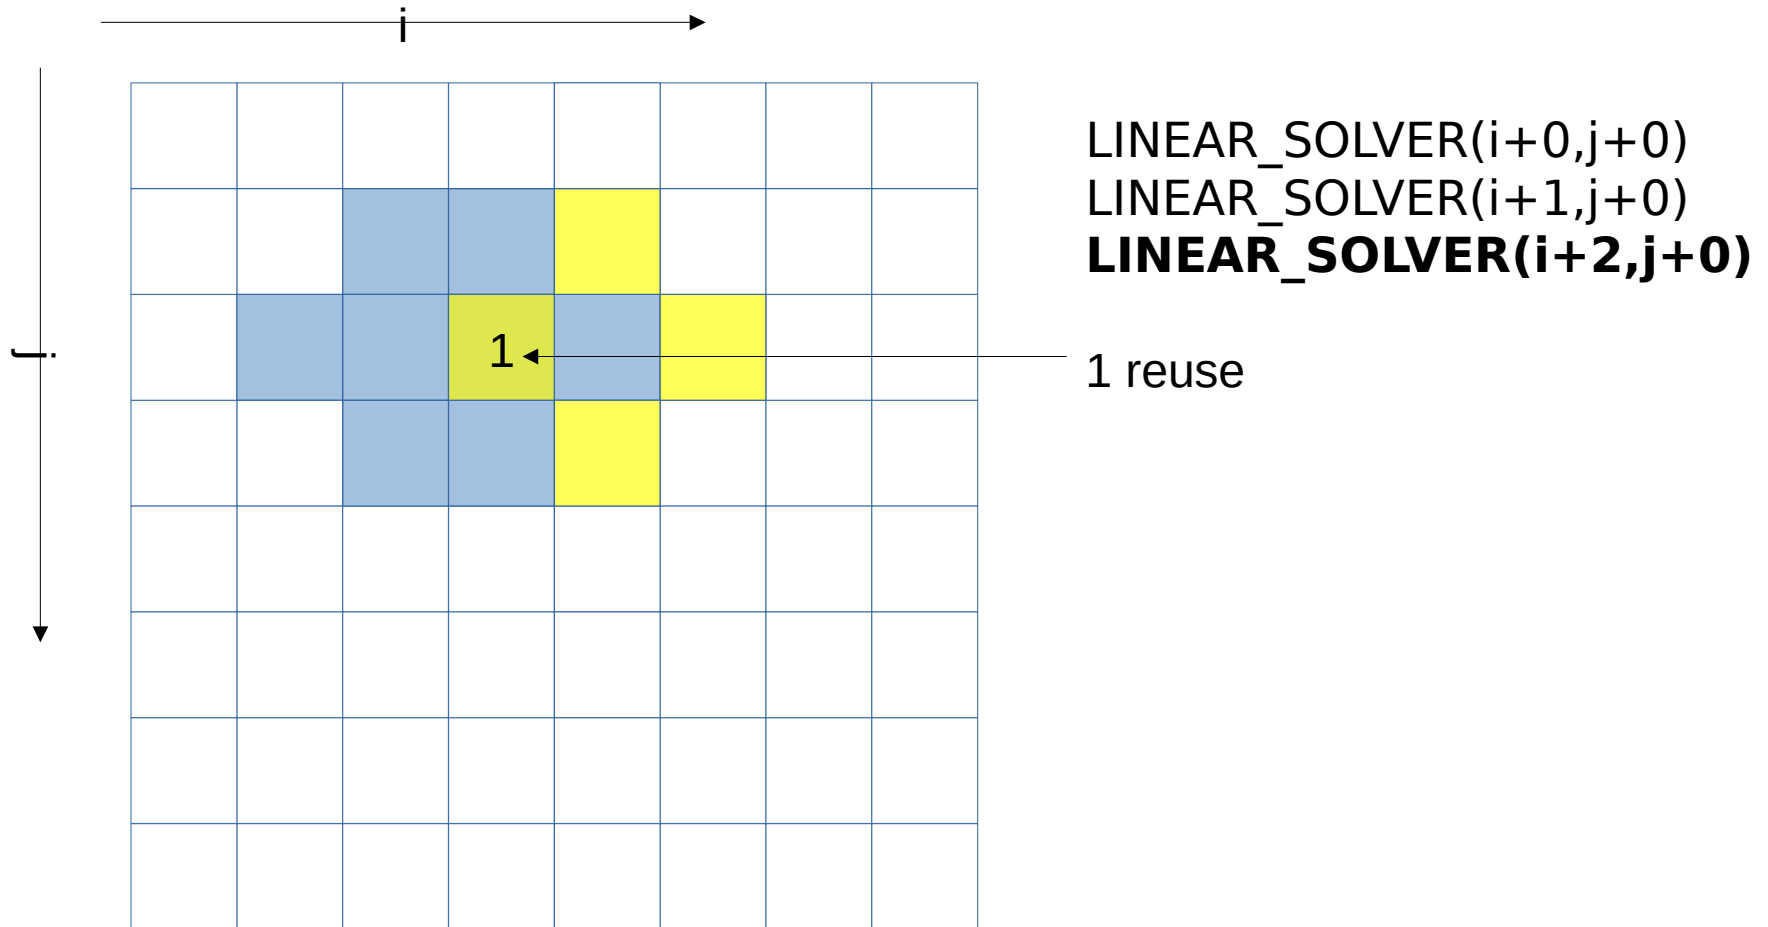 i
LINEAR_SOLVER(i+0,j+0)
LINEAR_SOLVER(i+1,j+0)
LINEAR_SOLVER(i+2,j+0)
j
1
1 reuse